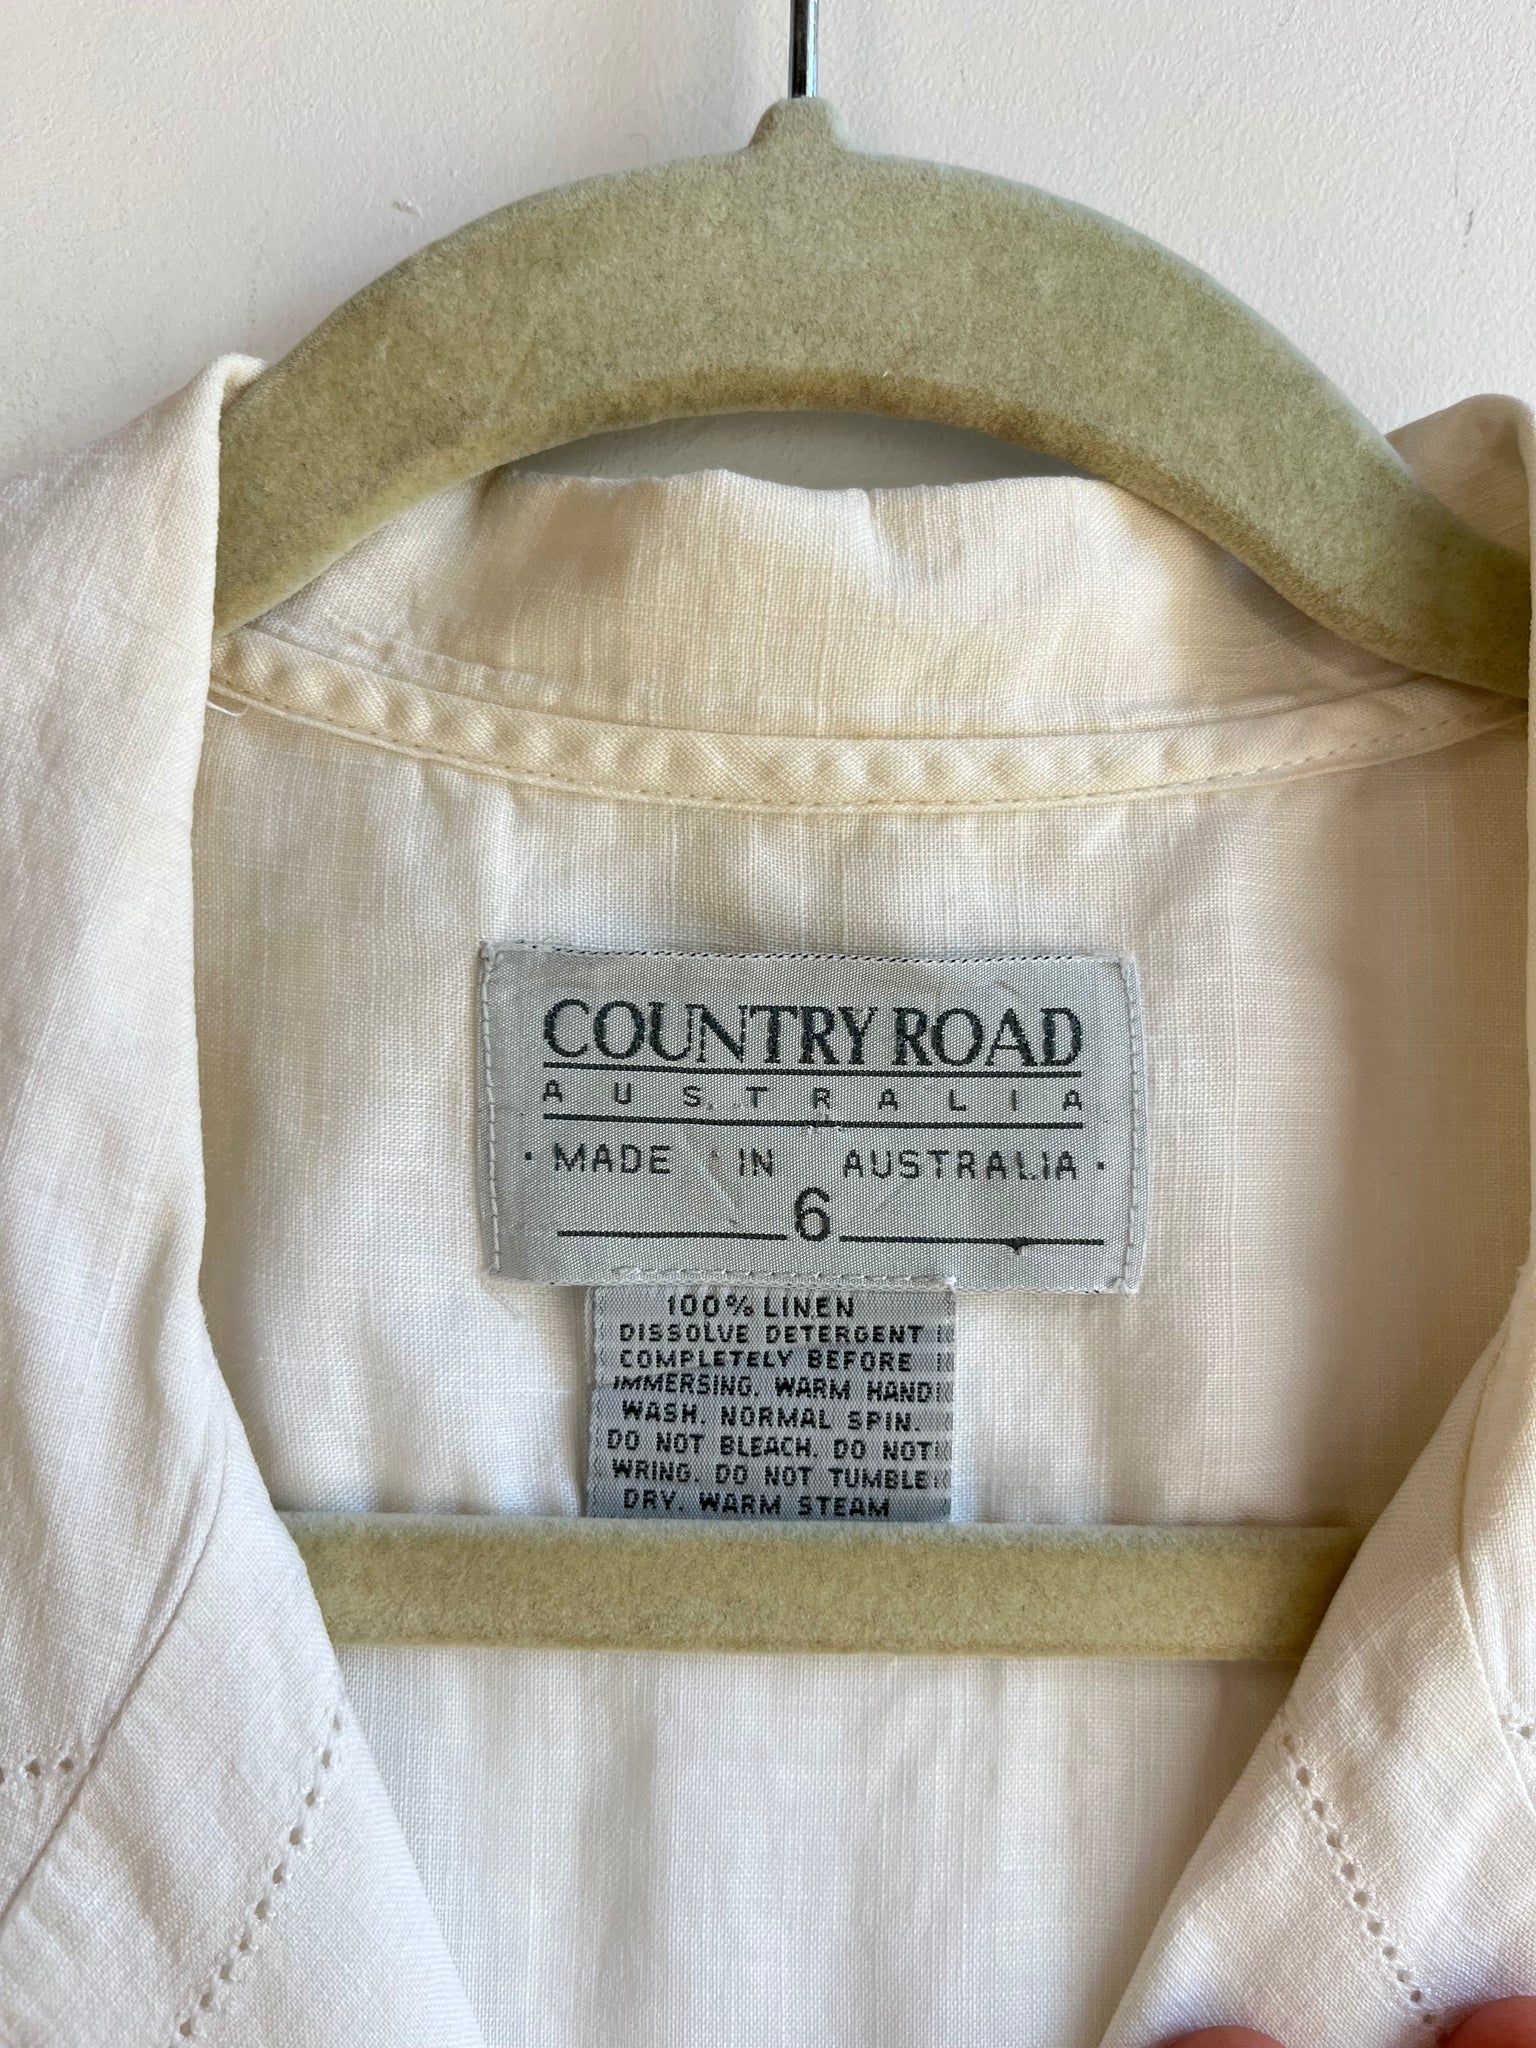 COUNTRY ROAD
AUSTRALIA
· MADE IN AUSTRALIA ·
6
100% LINEN
DISSOLVE DETERGENT
COMPLETELY BEFORE
IMMERSING. WARM HAND
WASH. NORMAL SPIN.
DO NOT BLEACH. DO NOT
WRING. DO NOT TUMBLE
DRY. WARM STEAM